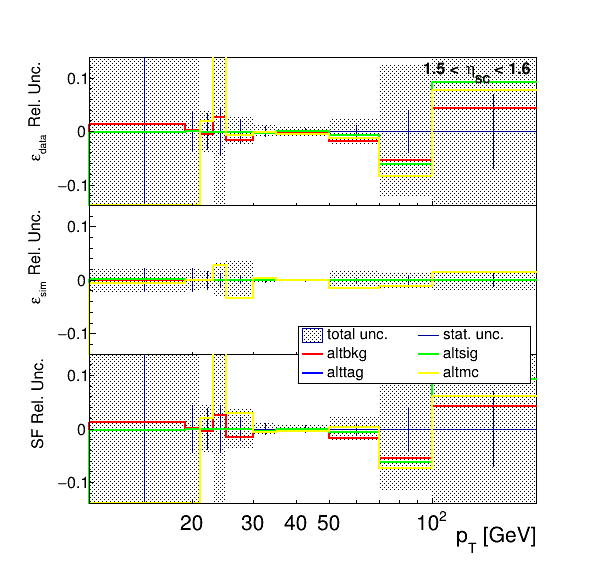 1.5 < η_SC < 1.6
ε_data Rel. Unc.
0.1
0
−0.1
ε_sim Rel. Unc.
0.1
0
−0.1
total unc. stat. unc.
altbkg altsig
alttag altmc
SF Rel. Unc.
0.1
0
−0.1
20 30 40 50 10²
p_T [GeV]